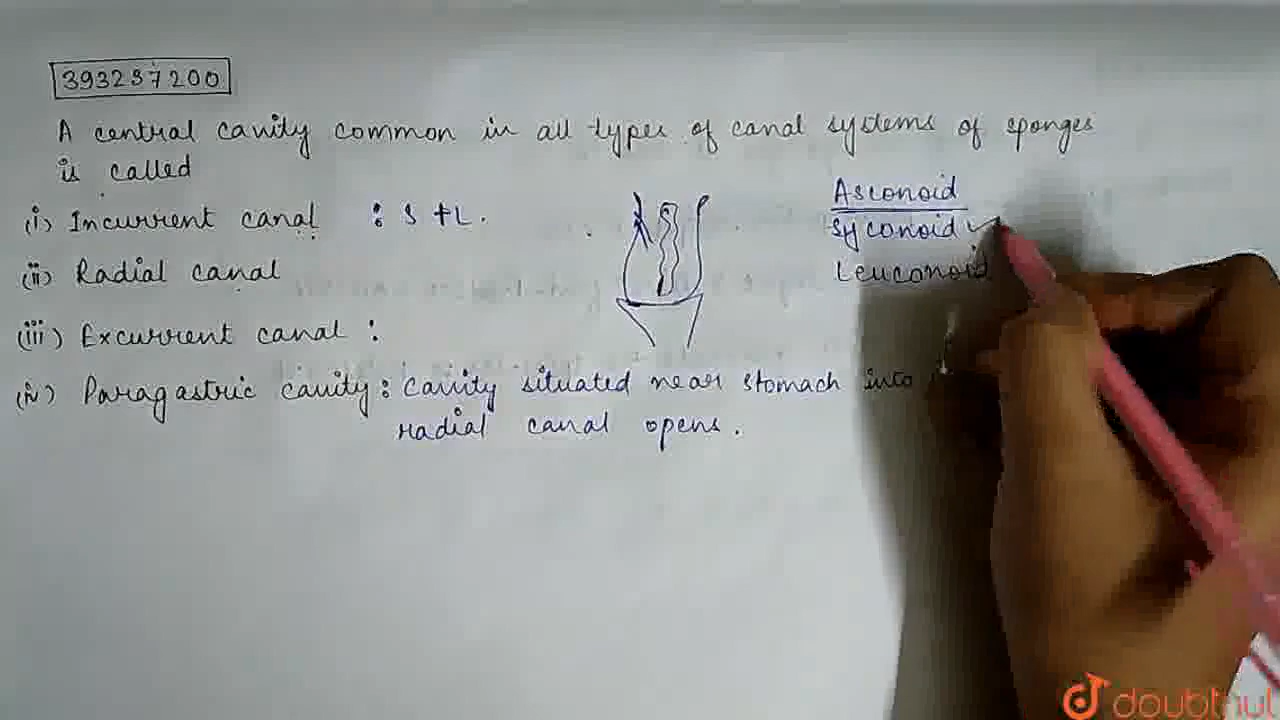 393237200
A central cavity common in all types of canal systems of sponges
is called
(i) Incurrent canal : S + L.
(ii) Radial canal
(iii) Excurrent canal :
(iv) Paragastric cavity : cavity situated near stomach into
radial canal opens.
Asconoid
Syconoid ✓
Leuconoid
doubtnut